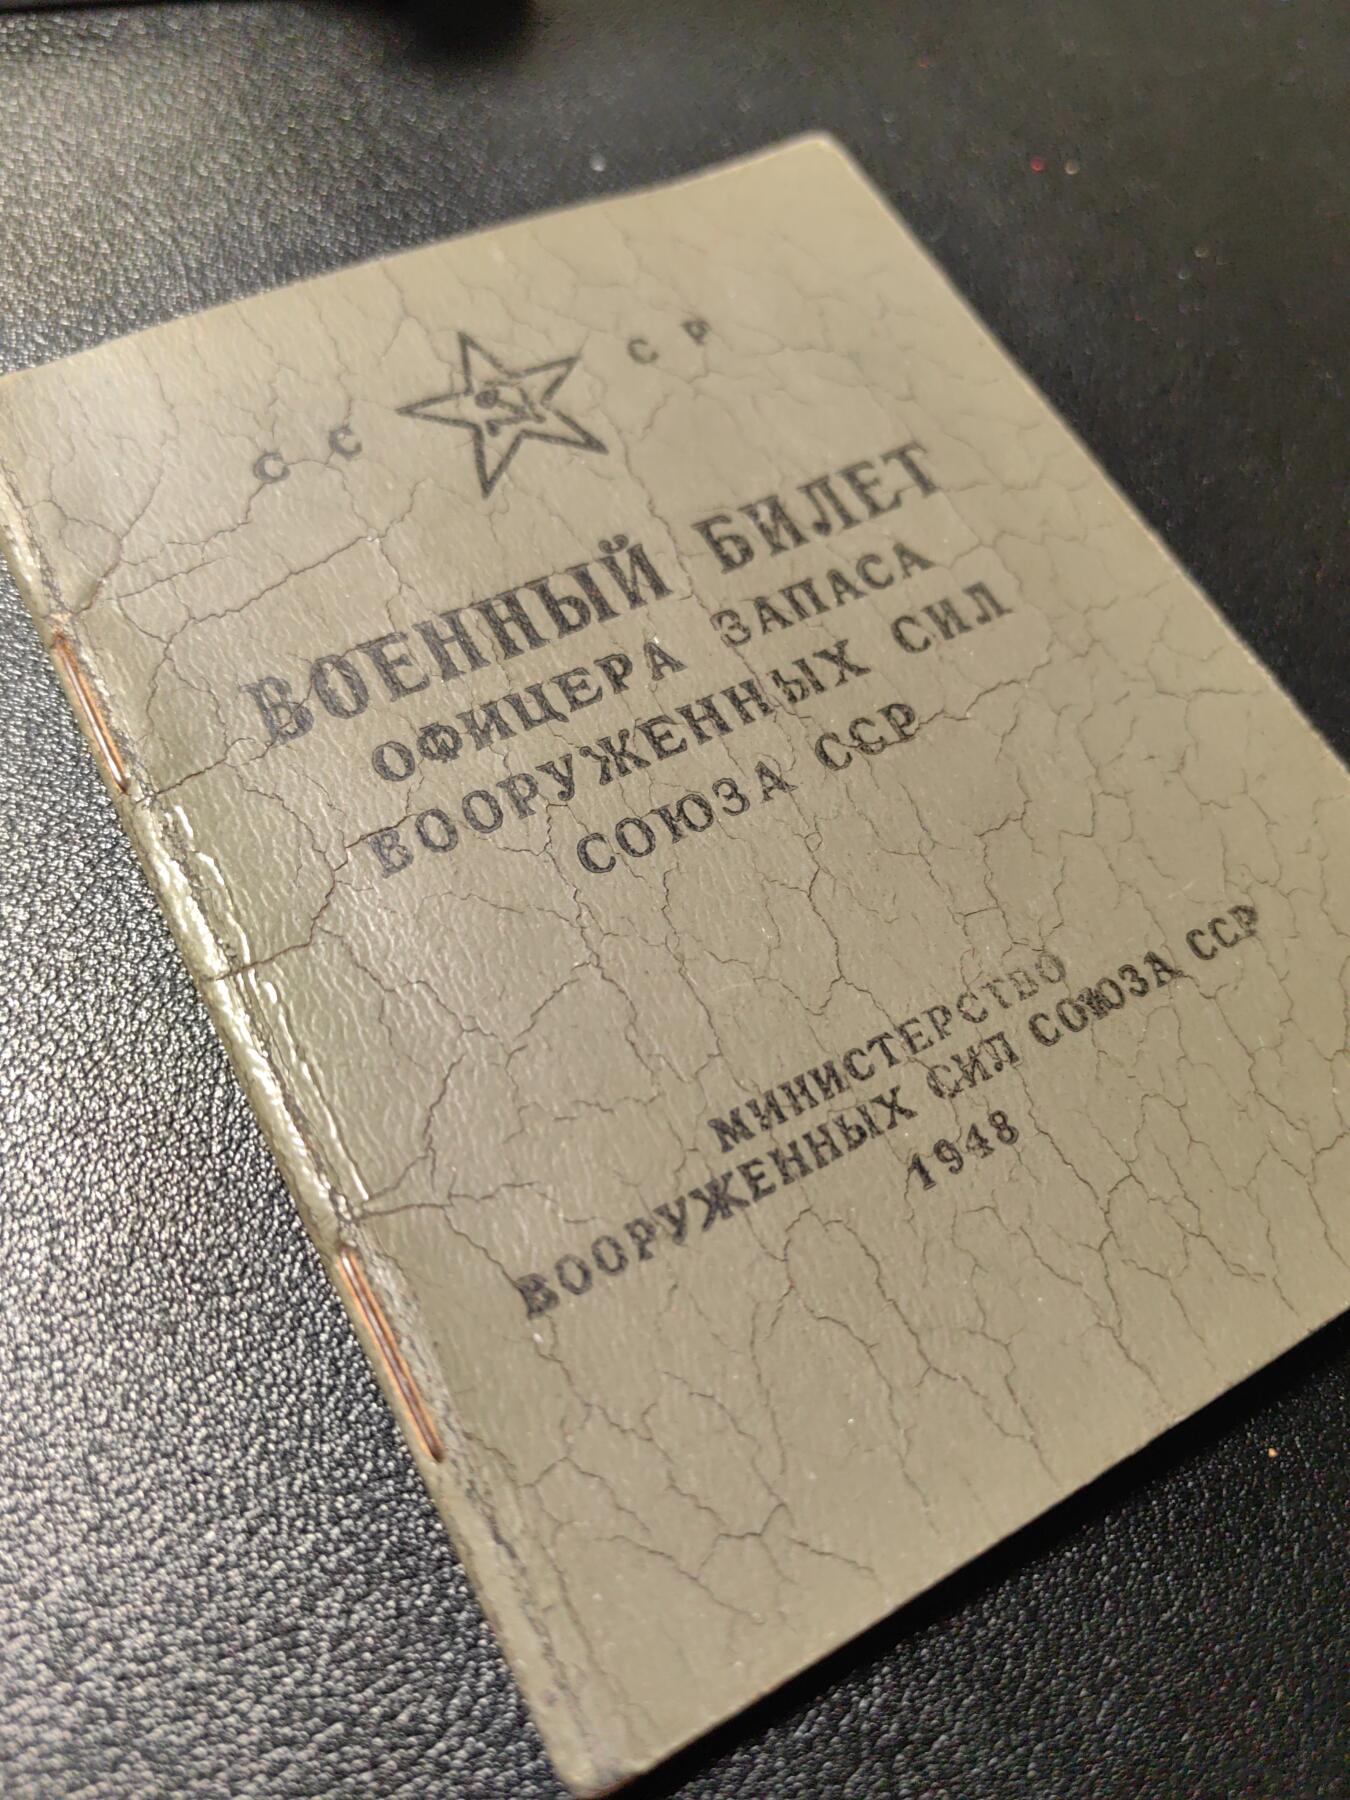 СС СР
ВОЕННЫЙ БИЛЕТ
ОФИЦЕРА ЗАПАСА
ВООРУЖЕННЫХ СИЛ
СОЮЗА ССР
МИНИСТЕРСТВО
ВООРУЖЕННЫХ СИЛ СОЮЗА ССР
1948